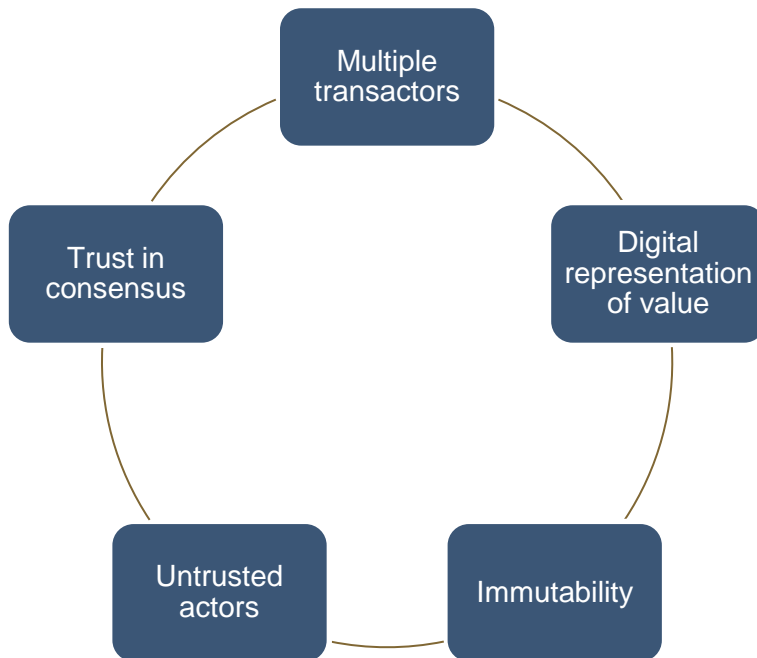 Multiple
transactors
Digital
representation
of value
Immutability
Untrusted
actors
Trust in
consensus